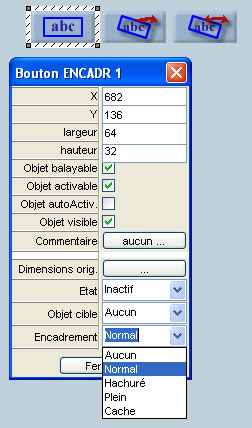 abc abc abc
Bouton ENCADR 1
X 682
Y 136
largeur 64
hauteur 32
Objet balayable
Objet activable
Objet autoActiv.
Objet visible
Commentaire aucun ...
Dimensions orig. ...
Etat Inactif
Objet cible Aucun
Encadrement Normal
Fer
Aucun
Normal
Hachuré
Plein
Cache